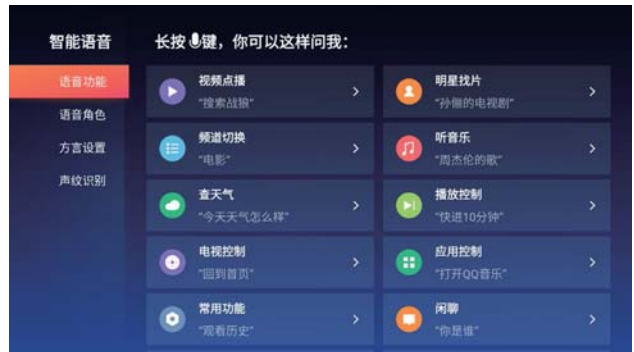 智能语音
长按键，你可以这样问我：
语音功能
语音角色
方言设置
声纹识别
视频点播
“搜索战狼”
明星找片
“孙俪的电视剧”
频道切换
“电影”
听音乐
“周杰伦的歌”
查天气
“今天天气怎么样”
播放控制
“快进10分钟”
电视控制
“回到首页”
应用控制
“打开QQ音乐”
常用功能
“观看历史”
闲聊
“你是谁”